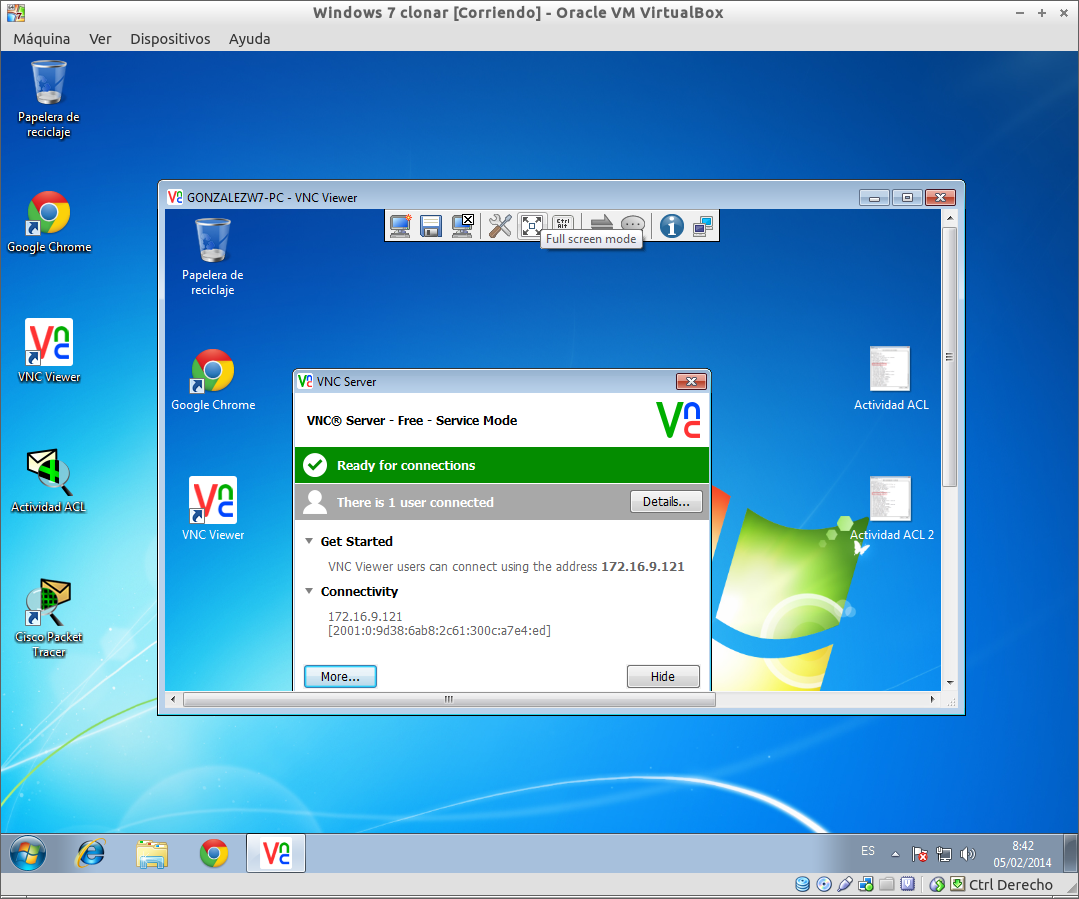 Windows 7 clonar [Corriendo] - Oracle VM VirtualBox
Máquina Ver Dispositivos Ayuda
Papelera de
reciclaje
Google Chrome
VNC Viewer
Actividad ACL
Cisco Packet
Tracer
GONZALEZW7-PC - VNC Viewer
Ctrl
Alt
Full screen mode
Papelera de
reciclaje
Google Chrome
VNC Viewer
Actividad ACL
Actividad ACL 2
VNC Server
VNC® Server - Free - Service Mode
Ready for connections
There is 1 user connected
Details...
Get Started
VNC Viewer users can connect using the address 172.16.9.121
Connectivity
172.16.9.121
[2001:0:9d38:6ab8:2c61:300c:a7e4:ed]
More...
Hide
ES
8:42
05/02/2014
Ctrl Derecho